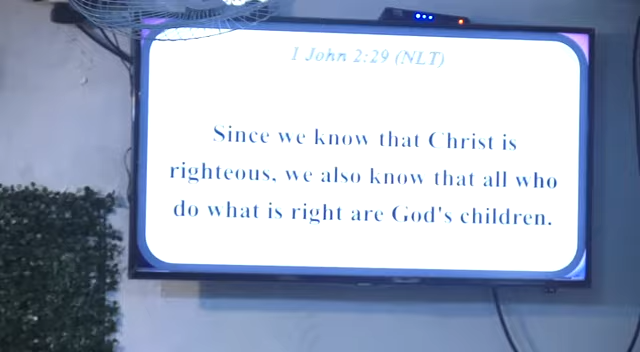 1 John 2:29 (NLT)
Since we know that Christ is
righteous, we also know that all who
do what is right are God's children.